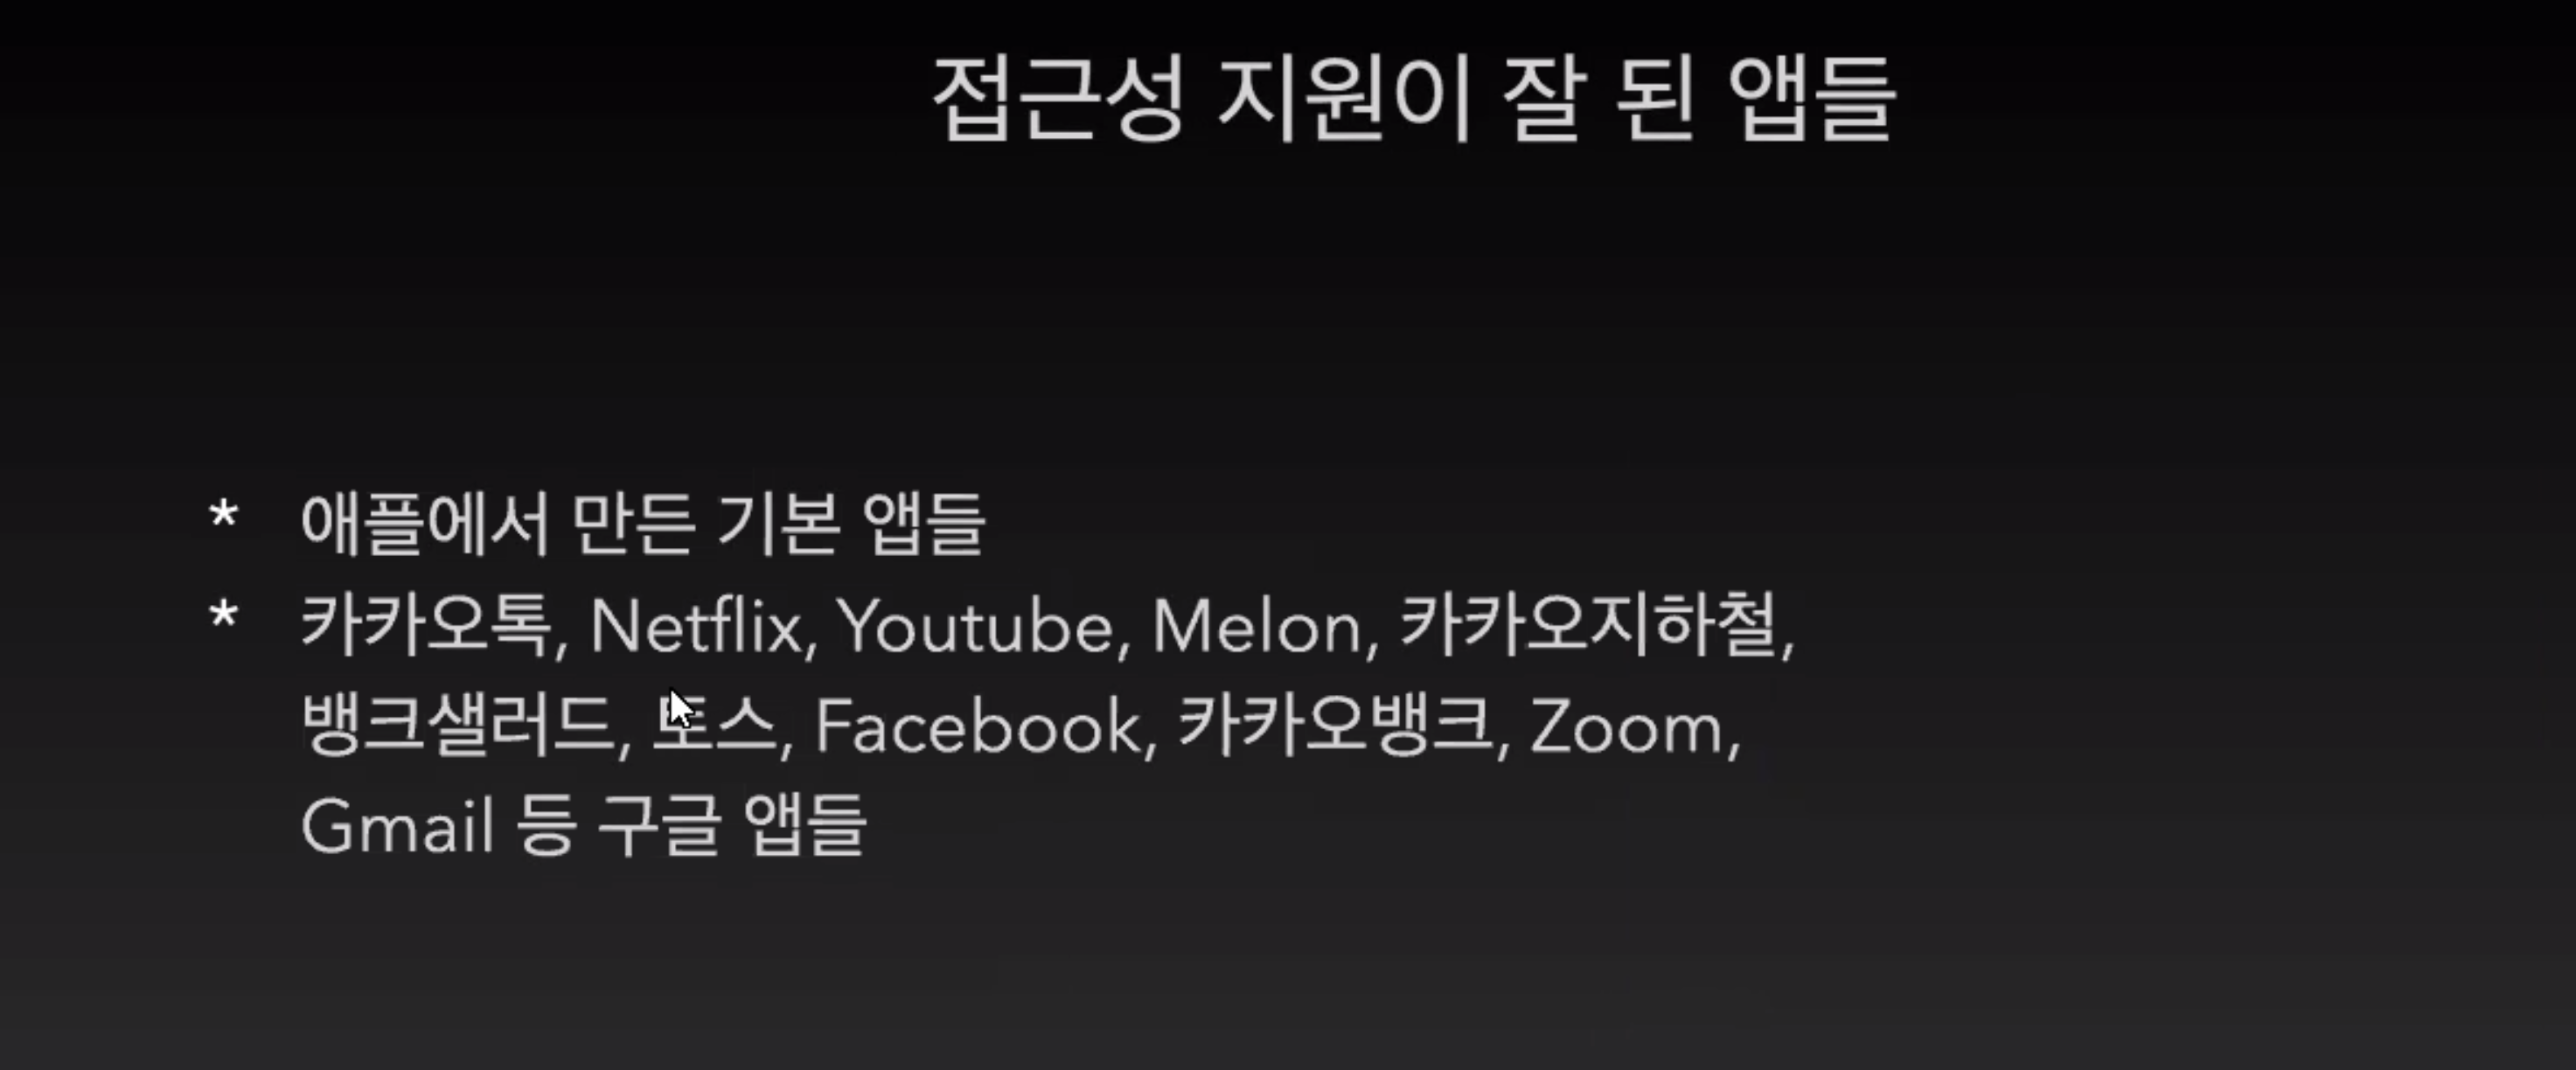 접근성 지원이 잘 된 앱들
* 애플에서 만든 기본 앱들
* 카카오톡, Netflix, Youtube, Melon, 카카오지하철,
뱅크샐러드, 토스, Facebook, 카카오뱅크, Zoom,
Gmail 등 구글 앱들